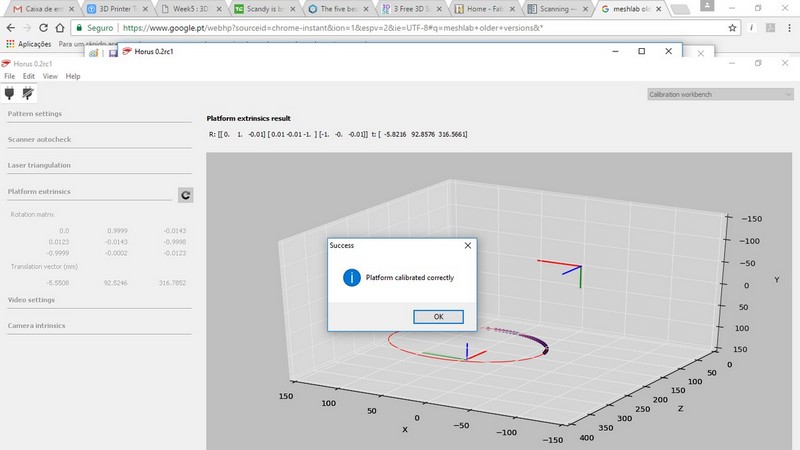 Caixa de em
3D Printer T
Week5 : 3D
Scandy is b
The five be
3 Free 3D S
Home - Fab
Scanning —
meshlab old
Seguro
https://www.google.pt/webhp?sourceid=chrome-instant&ion=1&espv=2&ie=UTF-8#q=meshlab+older+versions&*
Aplicações
Para um rápido ace
Horus 0.2rc1
Horus 0.2rc1
File Edit View Help
Calibration workbench
Pattern settings
Scanner autocheck
Laser triangulation
Platform extrinsics
Rotation matrix
0.0 0.9999 -0.0143
0.0123 -0.0143 -0.9998
-0.9999 -0.0002 -0.0123
Translation vector (mm)
-5.5508 92.5246 316.7852
Video settings
Camera intrinsics
Platform extrinsics result
R: [[ 0. 1. -0.01] [ 0.01 -0.01 -1. ] [-1. -0. -0.01]] t: [ -5.8216 92.8576 316.5661]
Success
Platform calibrated correctly
OK
−150
−100
−50
0
50
100
150
Y
0
50
100
150
200
250
300
350
400
Z
150
100
50
0
−50
−100
−150
X